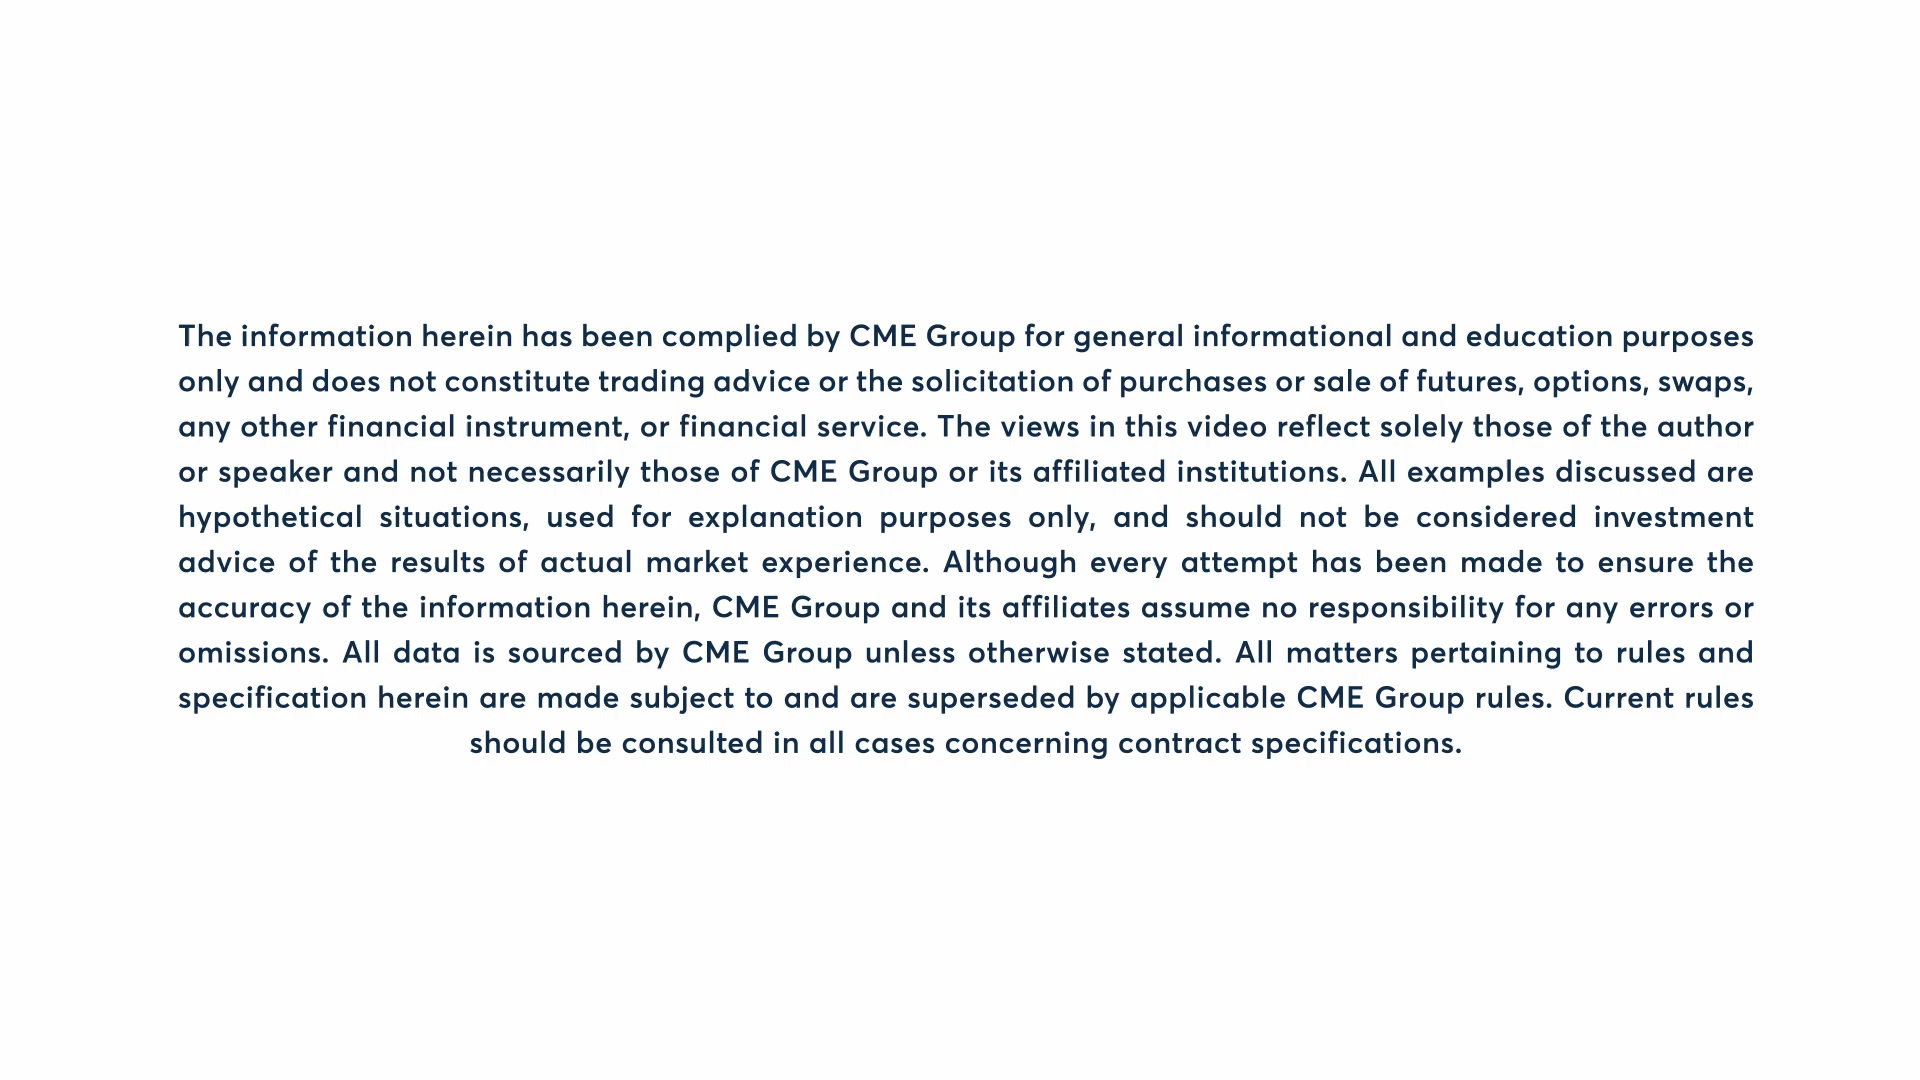 The information herein has been complied by CME Group for general informational and education purposes
only and does not constitute trading advice or the solicitation of purchases or sale of futures, options, swaps,
any other financial instrument, or financial service. The views in this video reflect solely those of the author
or speaker and not necessarily those of CME Group or its affiliated institutions. All examples discussed are
hypothetical situations, used for explanation purposes only, and should not be considered investment
advice of the results of actual market experience. Although every attempt has been made to ensure the
accuracy of the information herein, CME Group and its affiliates assume no responsibility for any errors or
omissions. All data is sourced by CME Group unless otherwise stated. All matters pertaining to rules and
specification herein are made subject to and are superseded by applicable CME Group rules. Current rules
should be consulted in all cases concerning contract specifications.